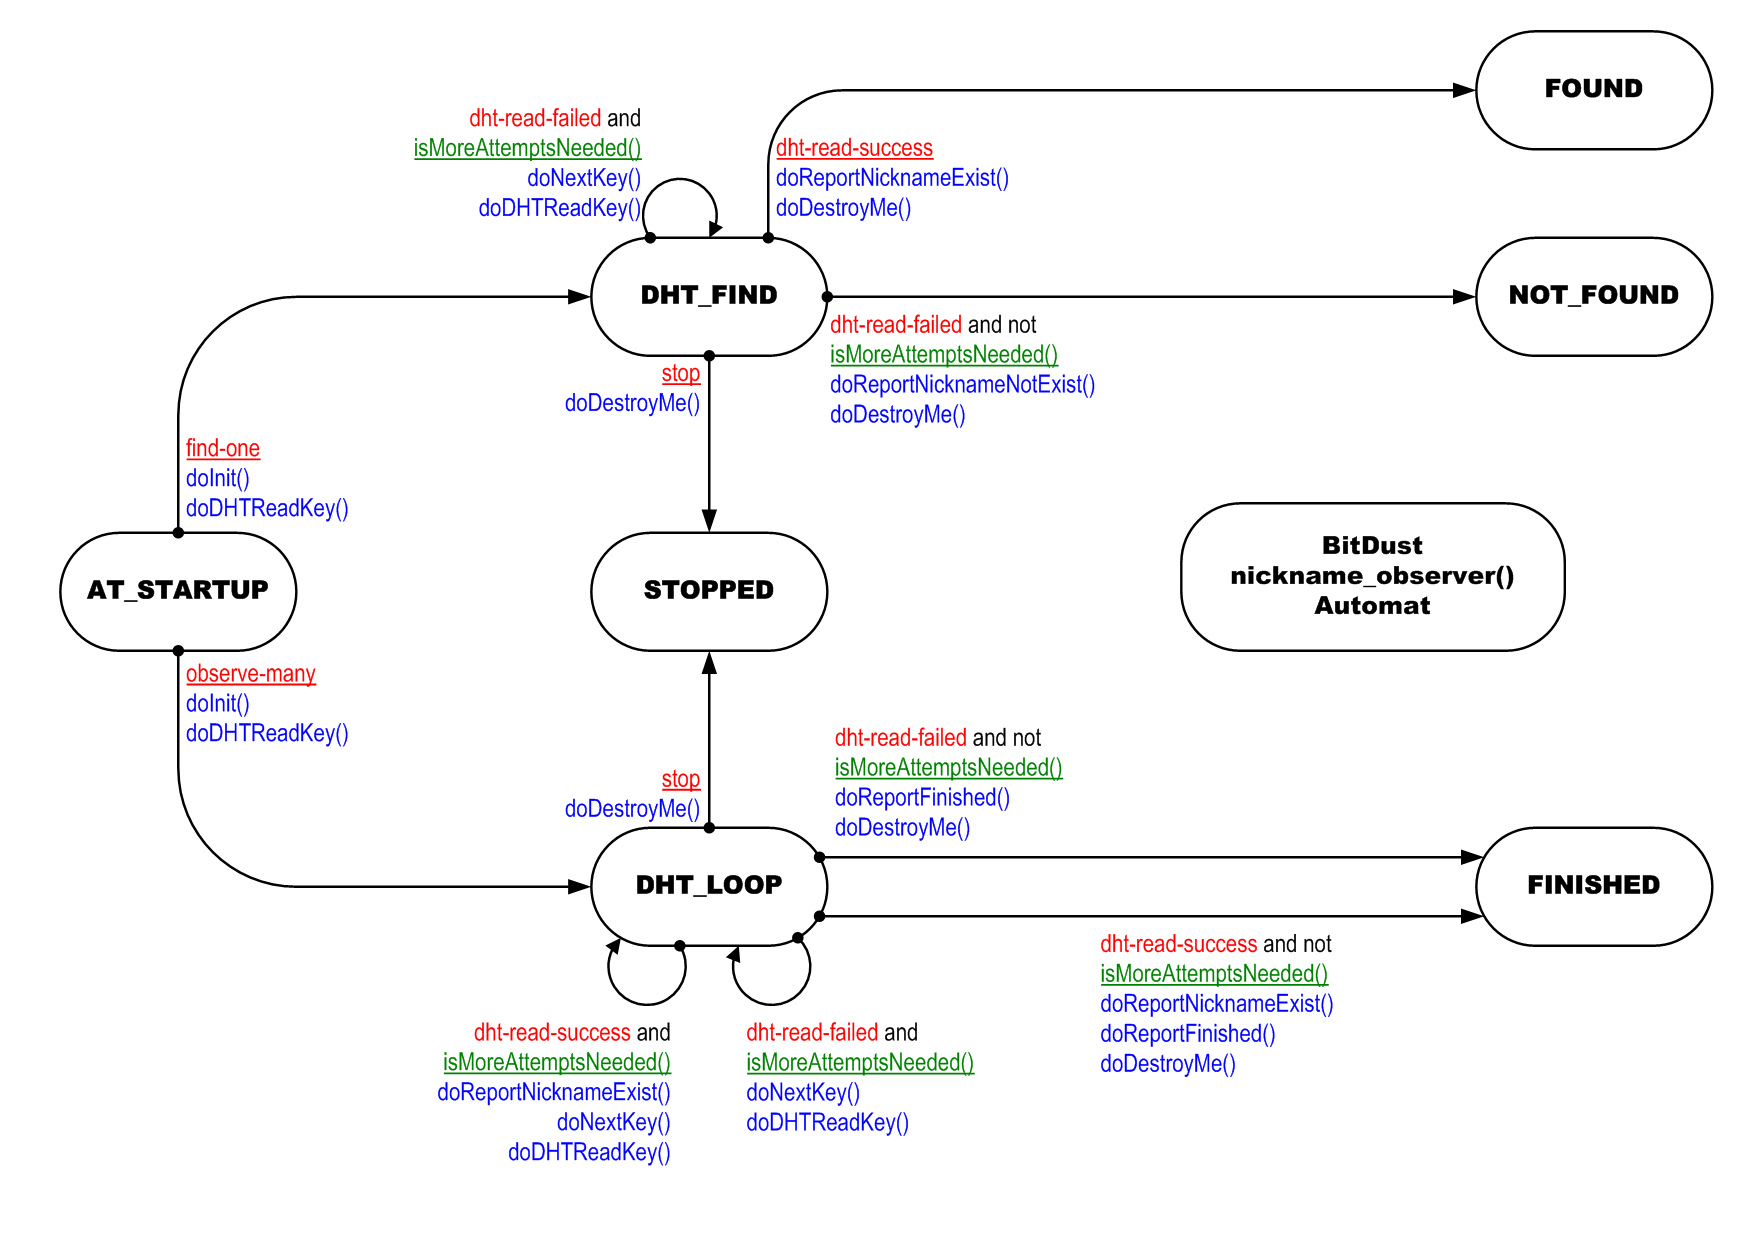 FOUND
dht-read-failed and
isMoreAttemptsNeeded()
doNextKey()
doDHTReadKey()
dht-read-success
doReportNicknameExist()
doDestroyMe()
DHT_FIND
NOT_FOUND
dht-read-failed and not
isMoreAttemptsNeeded()
doReportNicknameNotExist()
doDestroyMe()
stop
doDestroyMe()
find-one
doInit()
doDHTReadKey()
AT_STARTUP
STOPPED
BitDust
nickname_observer()
Automat
observe-many
doInit()
doDHTReadKey()
stop
doDestroyMe()
dht-read-failed and not
isMoreAttemptsNeeded()
doReportFinished()
doDestroyMe()
DHT_LOOP
FINISHED
dht-read-success and not
isMoreAttemptsNeeded()
doReportNicknameExist()
doReportFinished()
doDestroyMe()
dht-read-success and
isMoreAttemptsNeeded()
doReportNicknameExist()
doNextKey()
doDHTReadKey()
dht-read-failed and
isMoreAttemptsNeeded()
doNextKey()
doDHTReadKey()